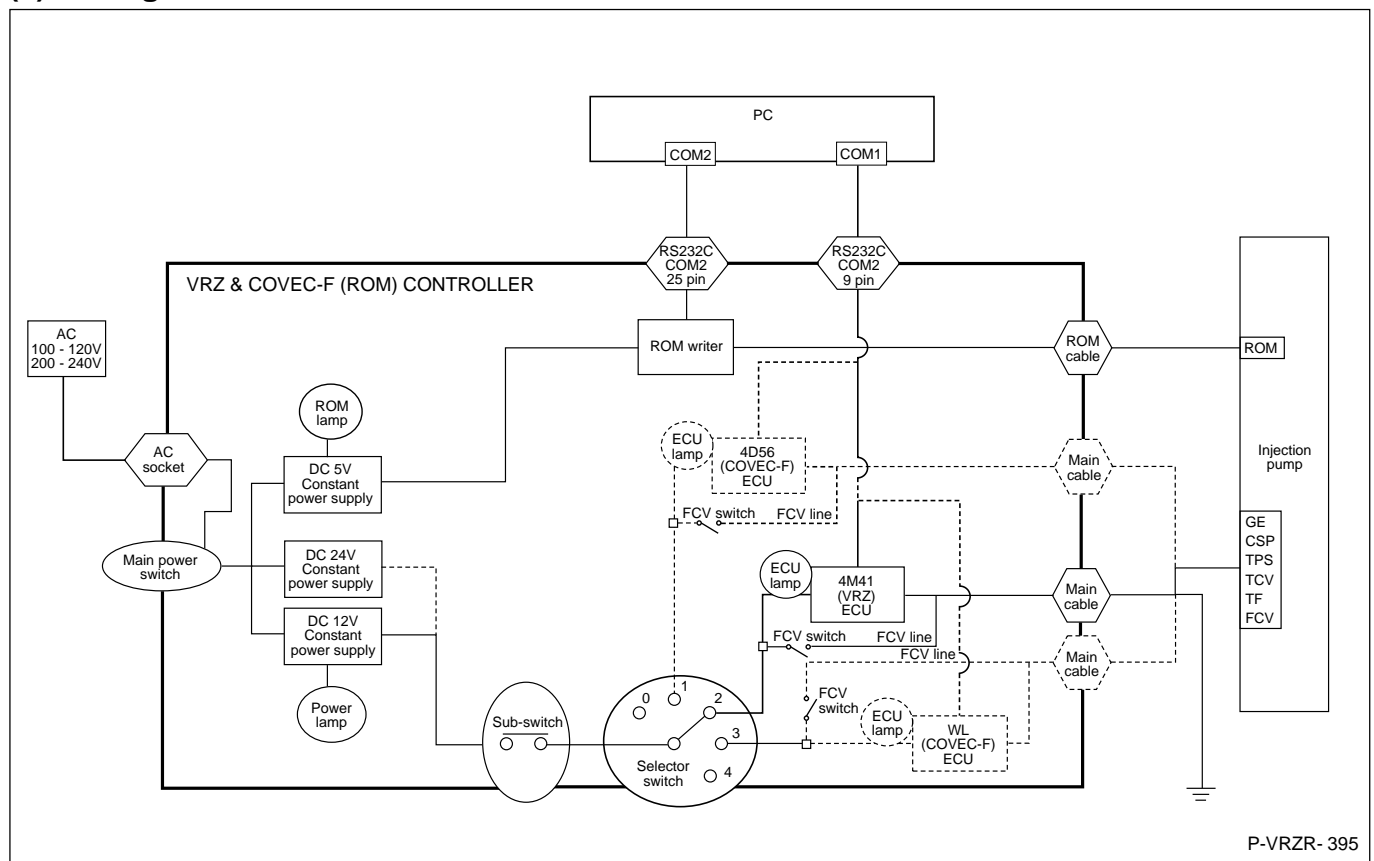 PC
COM2
COM1
RS232C
COM2
25 pin
RS232C
COM2
9 pin
VRZ & COVEC-F (ROM) CONTROLLER
AC
100 - 120V
200 - 240V
ROM writer
ROM
cable
ROM
ROM
lamp
AC
socket
DC 5V
Constant
power supply
ECU
lamp
4D56
(COVEC-F)
ECU
Main
cable
Injection
pump
FCV switch
FCV line
Main power
switch
DC 24V
Constant
power supply
GE
CSP
TPS
TCV
TF
FCV
ECU
lamp
4M41
(VRZ)
ECU
Main
cable
DC 12V
Constant
power supply
FCV switch
FCV line
FCV line
Main
cable
Power
lamp
Sub-switch
0
1
2
3
4
Selector
switch
FCV
switch
ECU
lamp
WL
(COVEC-F)
ECU
P-VRZR- 395